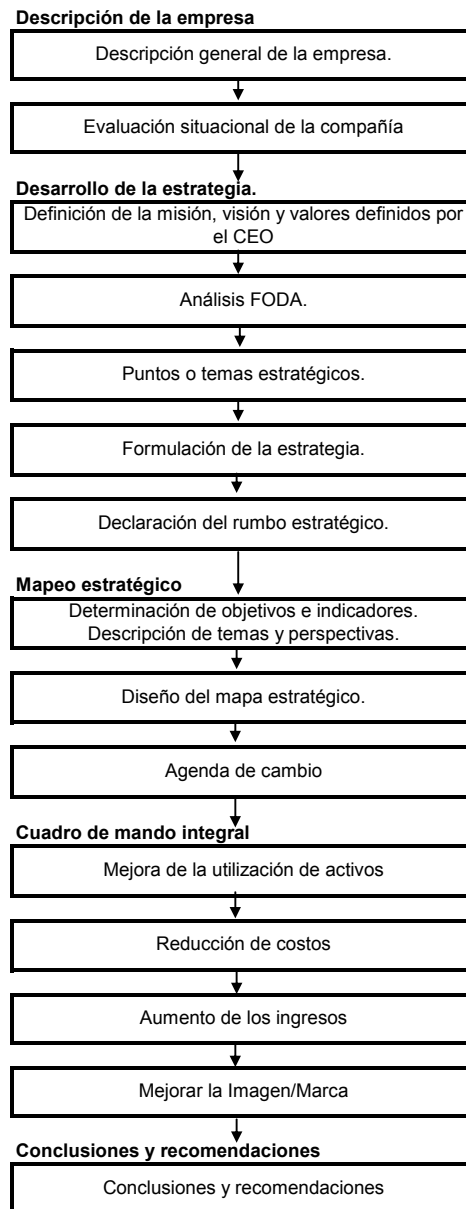 Descripción de la empresa
Descripción general de la empresa.
Evaluación situacional de la compañía
Desarrollo de la estrategia.
Definición de la misión, visión y valores definidos por
el CEO
Análisis FODA.
Puntos o temas estratégicos.
Formulación de la estrategia.
Declaración del rumbo estratégico.
Mapeo estratégico
Determinación de objetivos e indicadores.
Descripción de temas y perspectivas.
Diseño del mapa estratégico.
Agenda de cambio
Cuadro de mando integral
Mejora de la utilización de activos
Reducción de costos
Aumento de los ingresos
Mejorar la Imagen/Marca
Conclusiones y recomendaciones
Conclusiones y recomendaciones